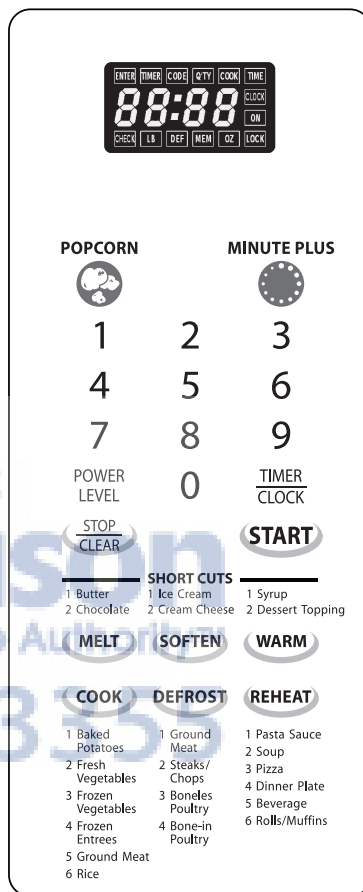 ENTER TIMER CODE Q'TY COOK TIME
88:88 CLOCK
ON
CHECK LB DEF MEM OZ LOCK
POPCORN MINUTE PLUS
1 2 3
4 5 6
7 8 9
POWER LEVEL 0 TIMER CLOCK
STOP CLEAR START
SHORT CUTS
1 Butter 1 Ice Cream 1 Syrup
2 Chocolate 2 Cream Cheese 2 Dessert Topping
MELT SOFTEN WARM
COOK DEFROST REHEAT
1 Baked
Potatoes
2 Fresh
Vegetables
3 Frozen
Vegetables
4 Frozen
Entrees
5 Ground Meat
6 Rice
1 Ground
Meat
2 Steaks/
Chops
3 Boneles
Poultry
4 Bone-in
Poultry
1 Pasta Sauce
2 Soup
3 Pizza
4 Dinner Plate
5 Beverage
6 Rolls/Muffins